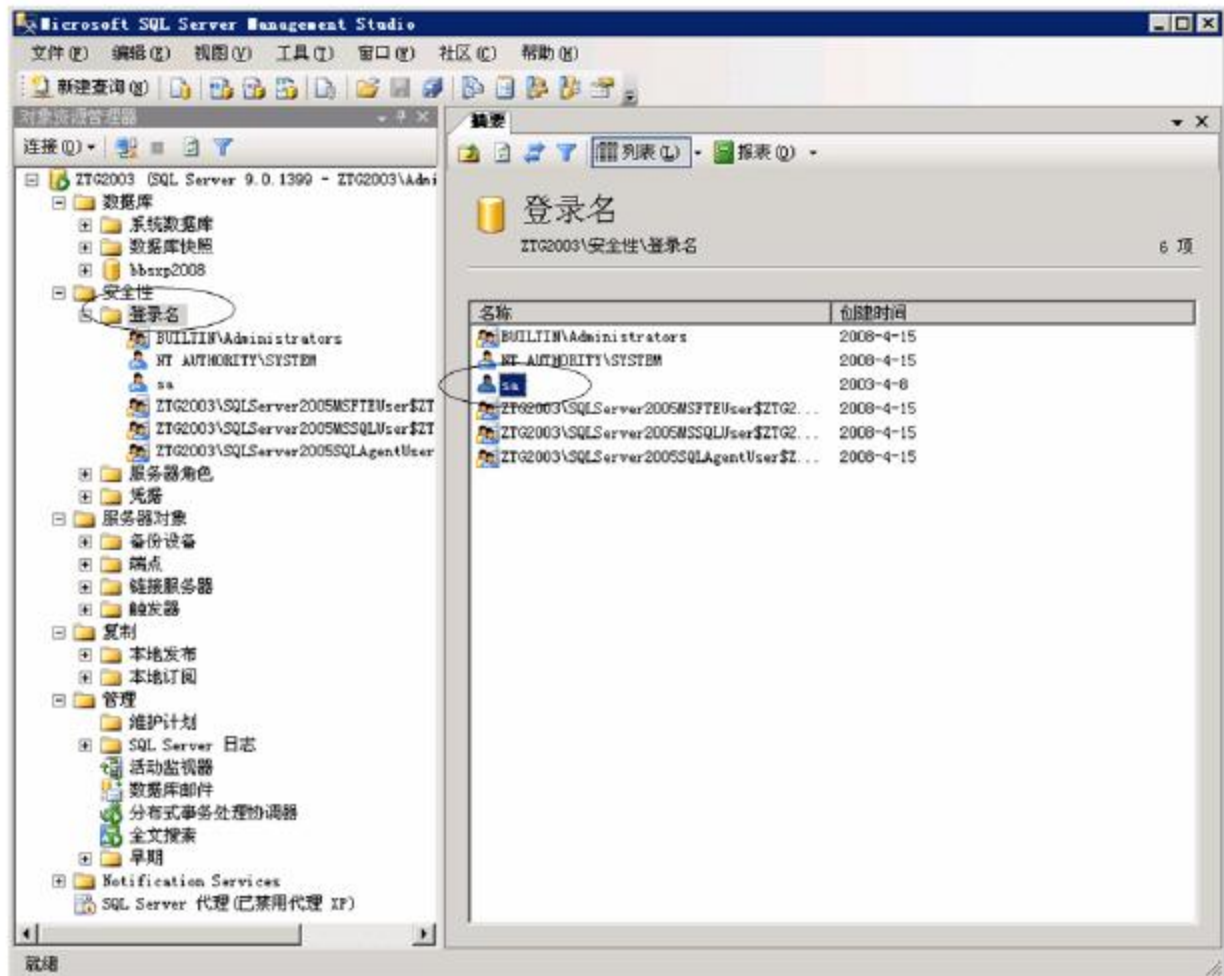 Microsoft SQL Server Management Studio
文件(F) 编辑(E) 视图(V) 工具(T) 窗口(W) 社区(C) 帮助(H)
新建查询(N)
对象资源管理器
连接(O)
ZTG2003 (SQL Server 9.0.1399 - ZTG2003\Admi
数据库
系统数据库
数据库快照
bbsxp2008
安全性
登录名
BUILTIN\Administrators
NT AUTHORITY\SYSTEM
sa
ZTG2003\SQLServer2005MSFTEUser$ZT
ZTG2003\SQLServer2005MSSQLUser$ZT
ZTG2003\SQLServer2005SQLAgentUser
服务器角色
凭据
服务器对象
备份设备
端点
链接服务器
触发器
复制
本地发布
本地订阅
管理
维护计划
SQL Server 日志
活动监视器
数据库邮件
分布式事务处理协调器
全文搜索
早期
Notification Services
SQL Server 代理(已禁用代理 XP)
摘要
列表(L) 报表(O)
登录名
ZTG2003\安全性\登录名 6 项
名称 创建时间
BUILTIN\Administrators 2008-4-15
NT AUTHORITY\SYSTEM 2008-4-15
sa 2003-4-8
ZTG2003\SQLServer2005MSFTEUser$ZTG2... 2008-4-15
ZTG2003\SQLServer2005MSSQLUser$ZTG2... 2008-4-15
ZTG2003\SQLServer2005SQLAgentUser$Z... 2008-4-15
就绪